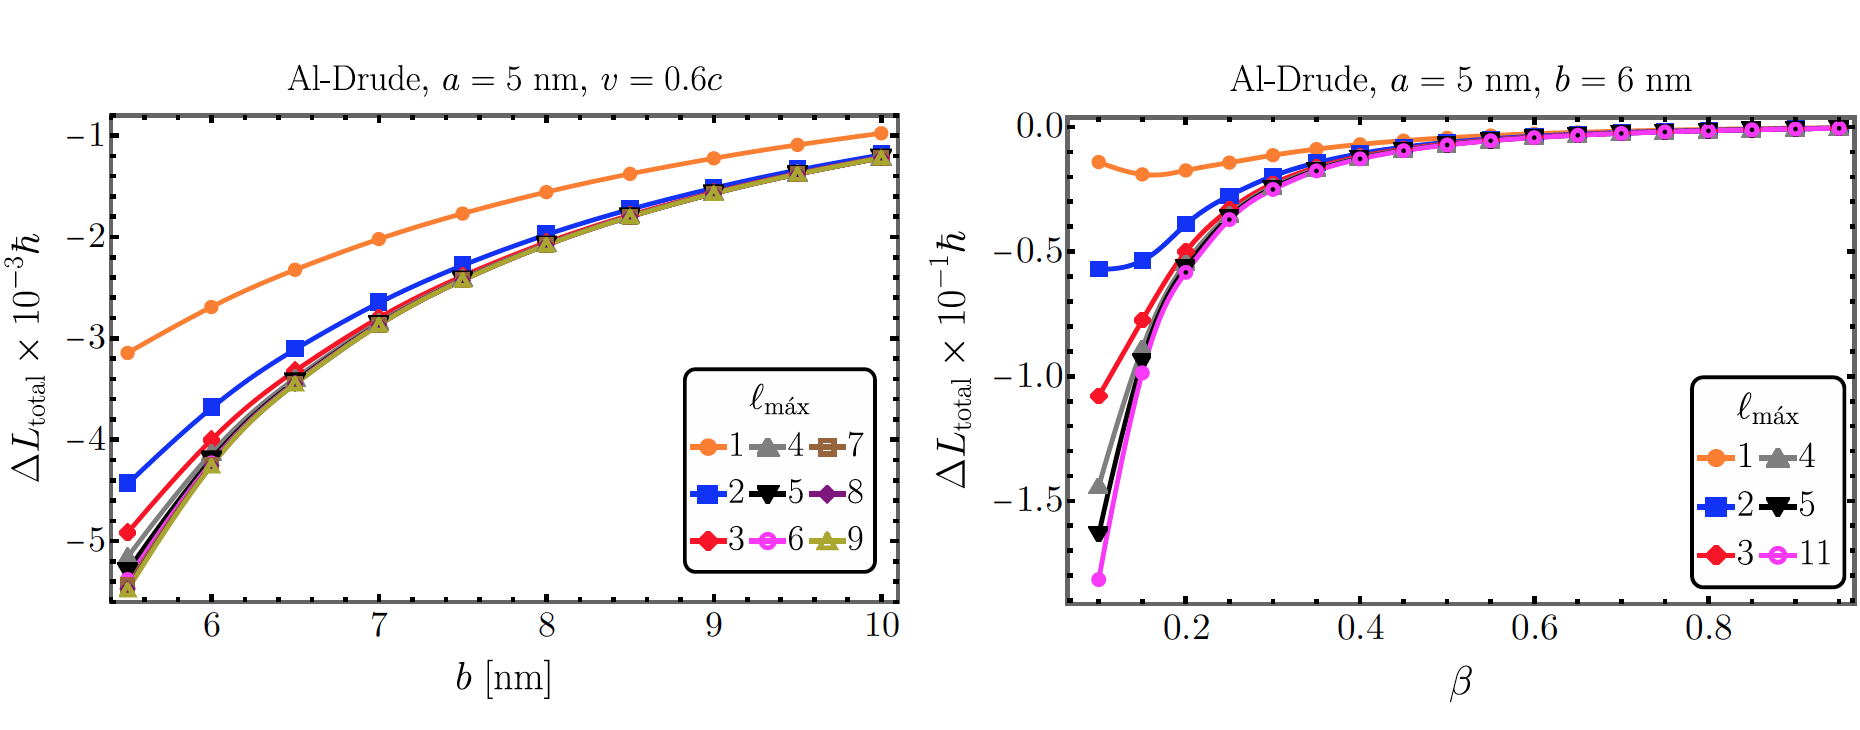 Al-Drude, a = 5 nm, v = 0.6c
ΔL_total × 10⁻³ℏ
−1
−2
−3
−4
−5
6 7 8 9 10
b [nm]
ℓ_máx
1 4 7
2 5 8
3 6 9
Al-Drude, a = 5 nm, b = 6 nm
ΔL_total × 10⁻¹ℏ
0.0
−0.5
−1.0
−1.5
0.2 0.4 0.6 0.8
β
ℓ_máx
1 4
2 5
3 11